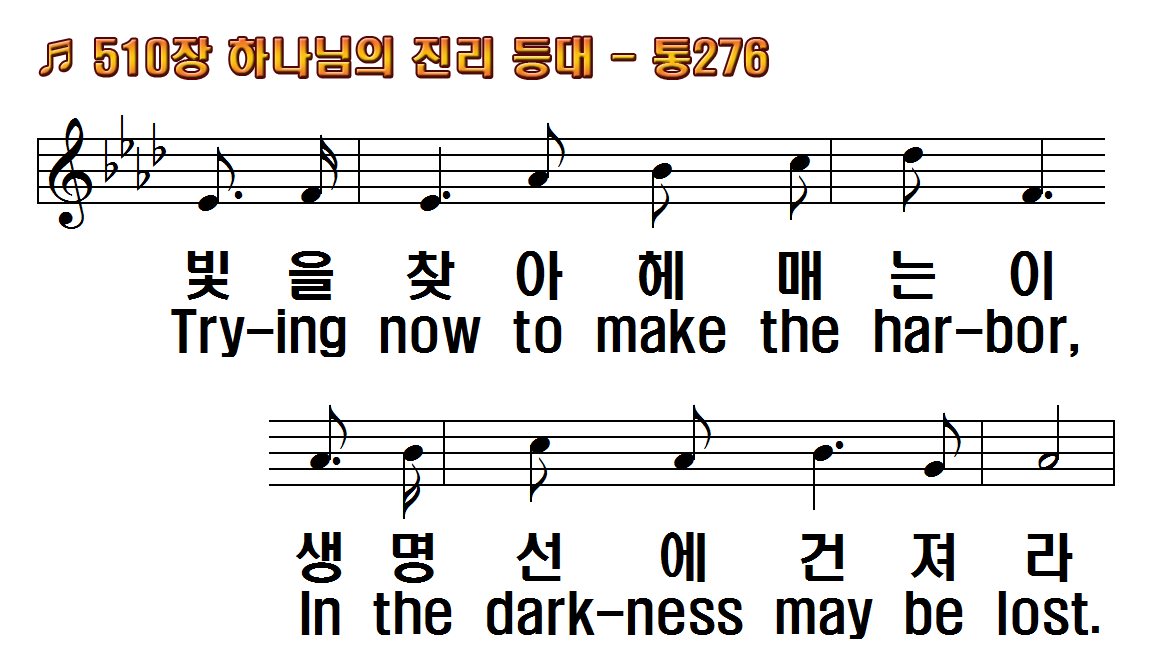 ♬ 510장 하나님의 진리 등대 - 통276
빛 을 찾 아 헤 매 는 이
Try-ing now to make the har-bor,
생 명 선 에 건 져 라
In the dark-ness may be lost.